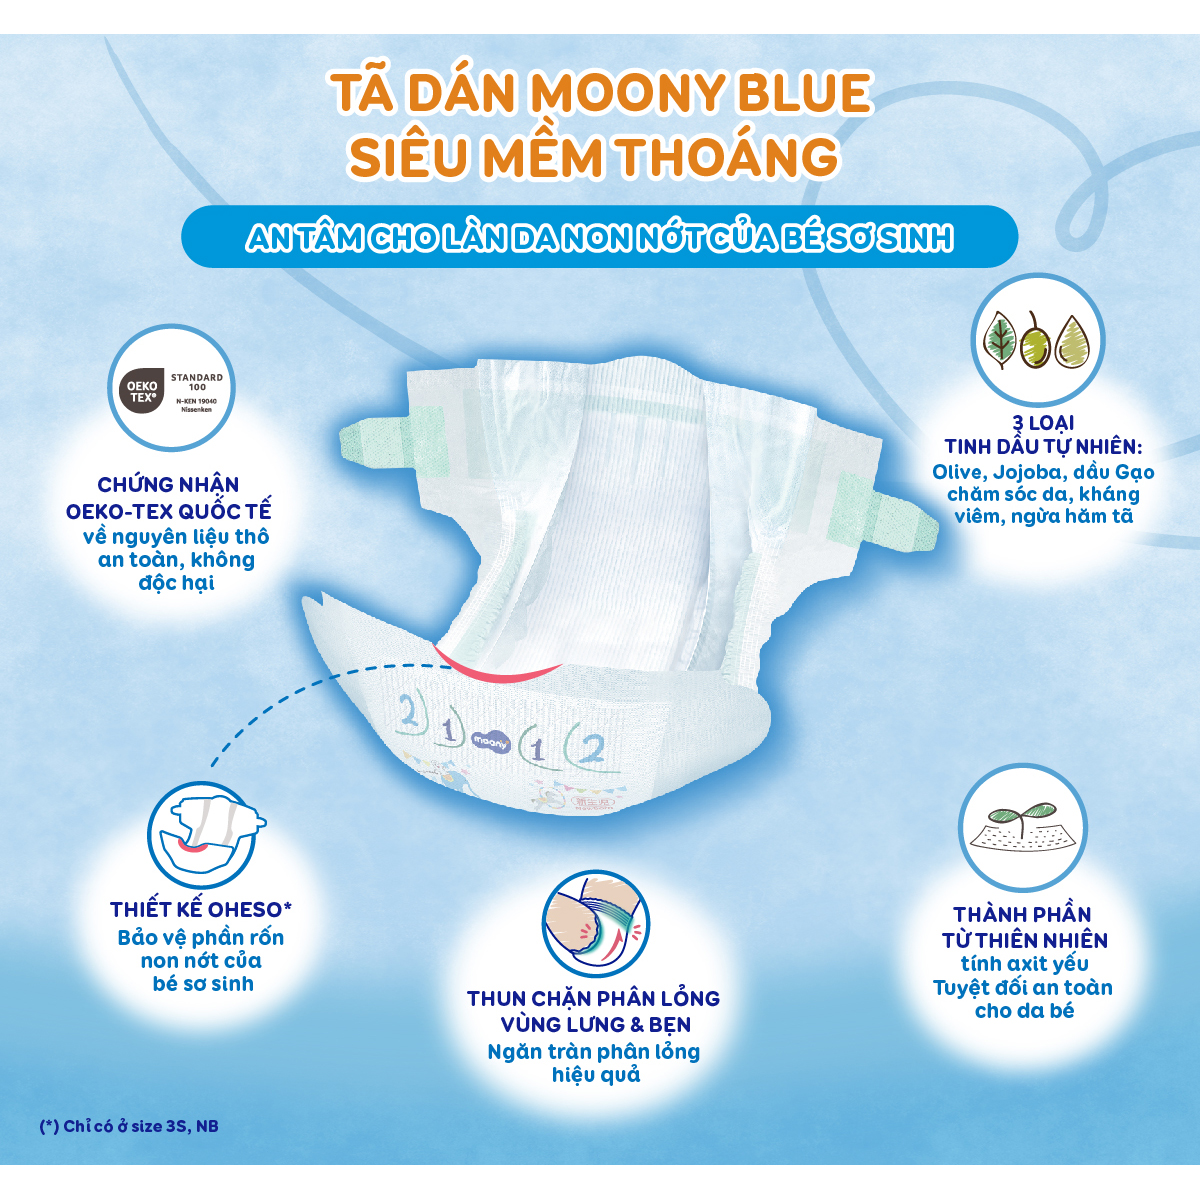 TÃ DÁN MOONY BLUE
SIÊU MỀM THOÁNG
AN TÂM CHO LÀN DA NON NỚT CỦA BÉ SƠ SINH
OEKO
TEX®
STANDARD
100
N-KEN 19040
Nissenken
CHỨNG NHẬN
OEKO-TEX QUỐC TẾ
về nguyên liệu thô
an toàn, không
độc hại
3 LOẠI
TINH DẦU TỰ NHIÊN:
Olive, Jojoba, dầu Gạo
chăm sóc da, kháng
viêm, ngừa hăm tã
2 1 moony 1 2
THIẾT KẾ OHESO*
Bảo vệ phần rốn
non nớt của
bé sơ sinh
THUN CHẶN PHÂN LỎNG
VÙNG LƯNG & BẸN
Ngăn tràn phân lỏng
hiệu quả
THÀNH PHẦN
TỪ THIÊN NHIÊN
tính axit yếu
Tuyệt đối an toàn
cho da bé
(*) Chỉ có ở size 3S, NB